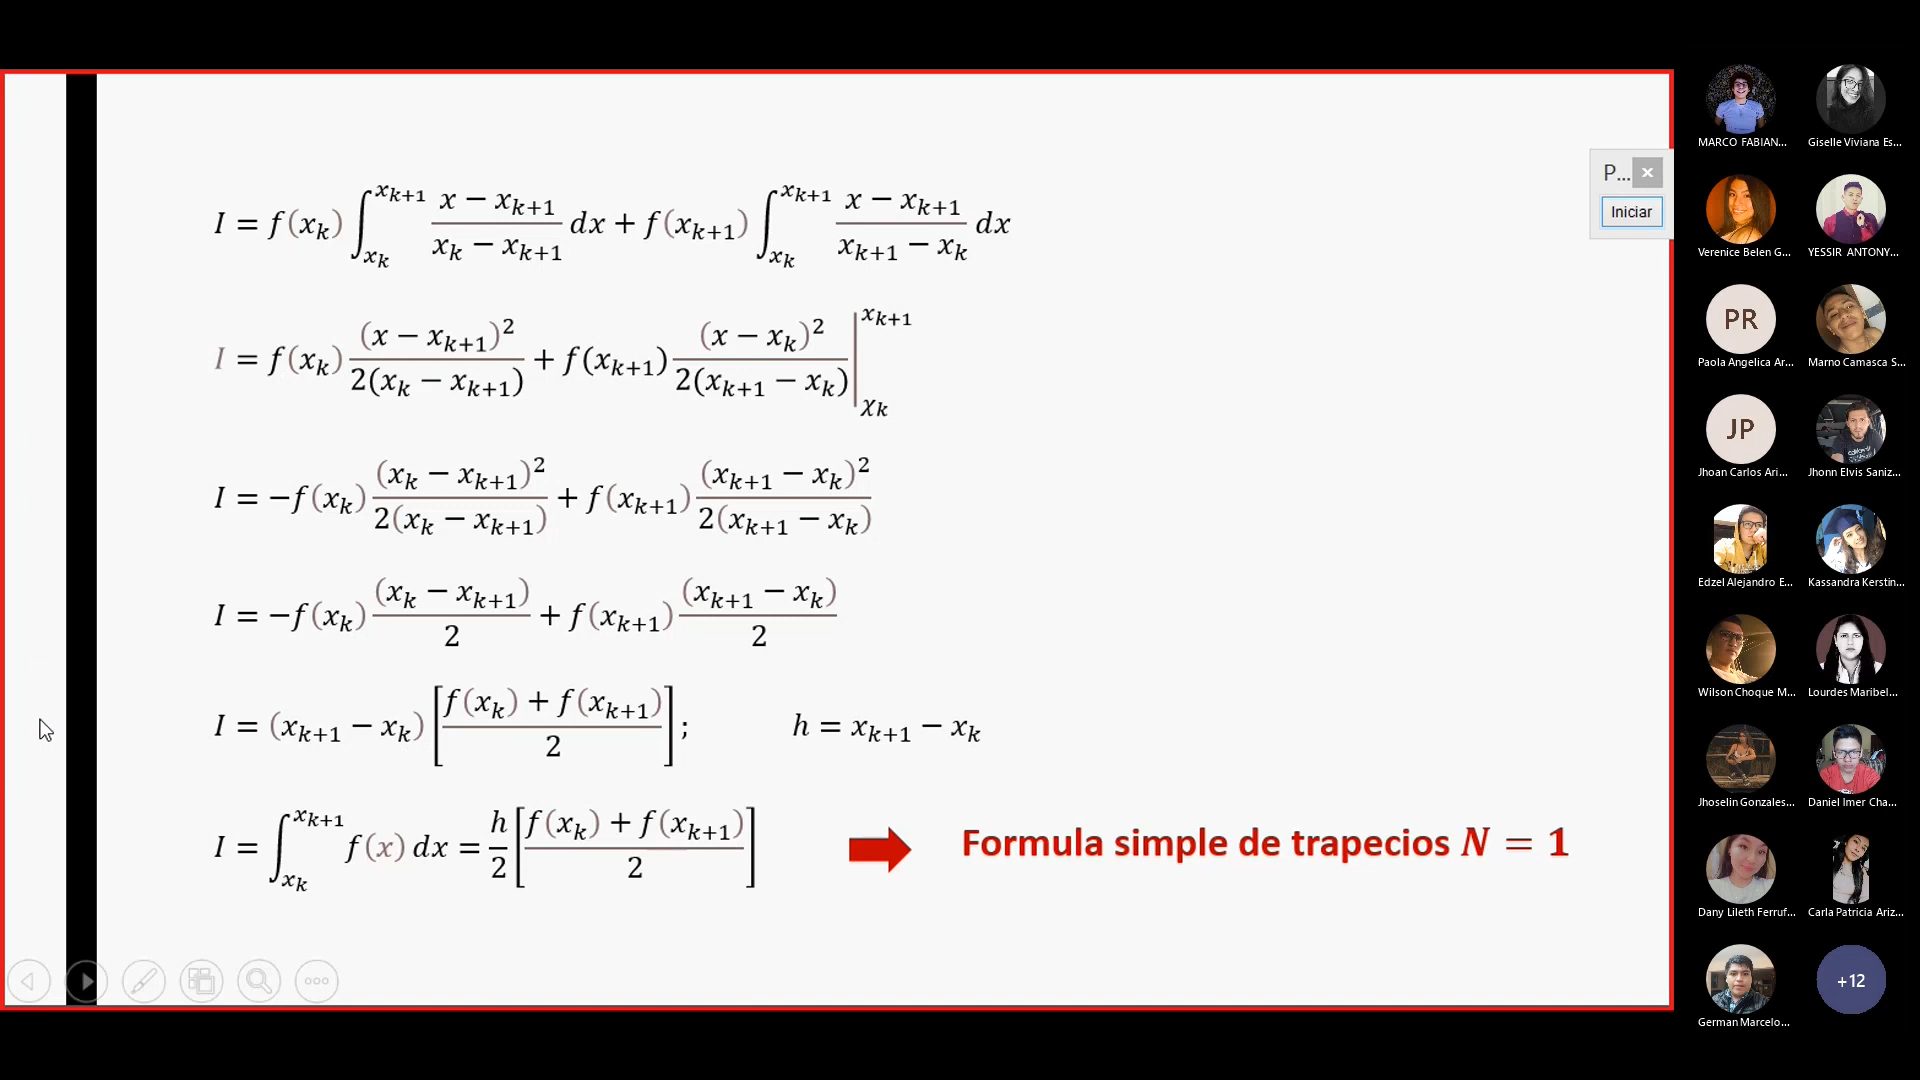 I = f(x_k) ∫_{x_k}^{x_{k+1}} (x − x_{k+1})/(x_k − x_{k+1}) dx + f(x_{k+1}) ∫_{x_k}^{x_{k+1}} (x − x_{k+1})/(x_{k+1} − x_k) dx
I = f(x_k) (x − x_{k+1})²/(2(x_k − x_{k+1})) + f(x_{k+1}) (x − x_k)²/(2(x_{k+1} − x_k)) |_{x_k}^{x_{k+1}}
I = −f(x_k) (x_k − x_{k+1})²/(2(x_k − x_{k+1})) + f(x_{k+1}) (x_{k+1} − x_k)²/(2(x_{k+1} − x_k))
I = −f(x_k) (x_k − x_{k+1})/2 + f(x_{k+1}) (x_{k+1} − x_k)/2
I = (x_{k+1} − x_k) [(f(x_k) + f(x_{k+1}))/2] ; h = x_{k+1} − x_k
I = ∫_{x_k}^{x_{k+1}} f(x) dx = h/2 [(f(x_k) + f(x_{k+1}))/2]
Formula simple de trapecios N = 1
P...
Iniciar
MARCO FABIAN...
Giselle Viviana Es...
Verenice Belen G...
YESSIR ANTONY...
PR
Paola Angelica Ar...
Marno Camasca S...
JP
Jhoan Carlos Ari...
Jhonn Elvis Saniz...
Edzel Alejandro E...
Kassandra Kerstin...
Wilson Choque M...
Lourdes Maribel...
Jhoselin Gonzales...
Daniel Imer Cha...
Dany Lileth Ferruf...
Carla Patricia Ariz...
German Marcelo...
+12